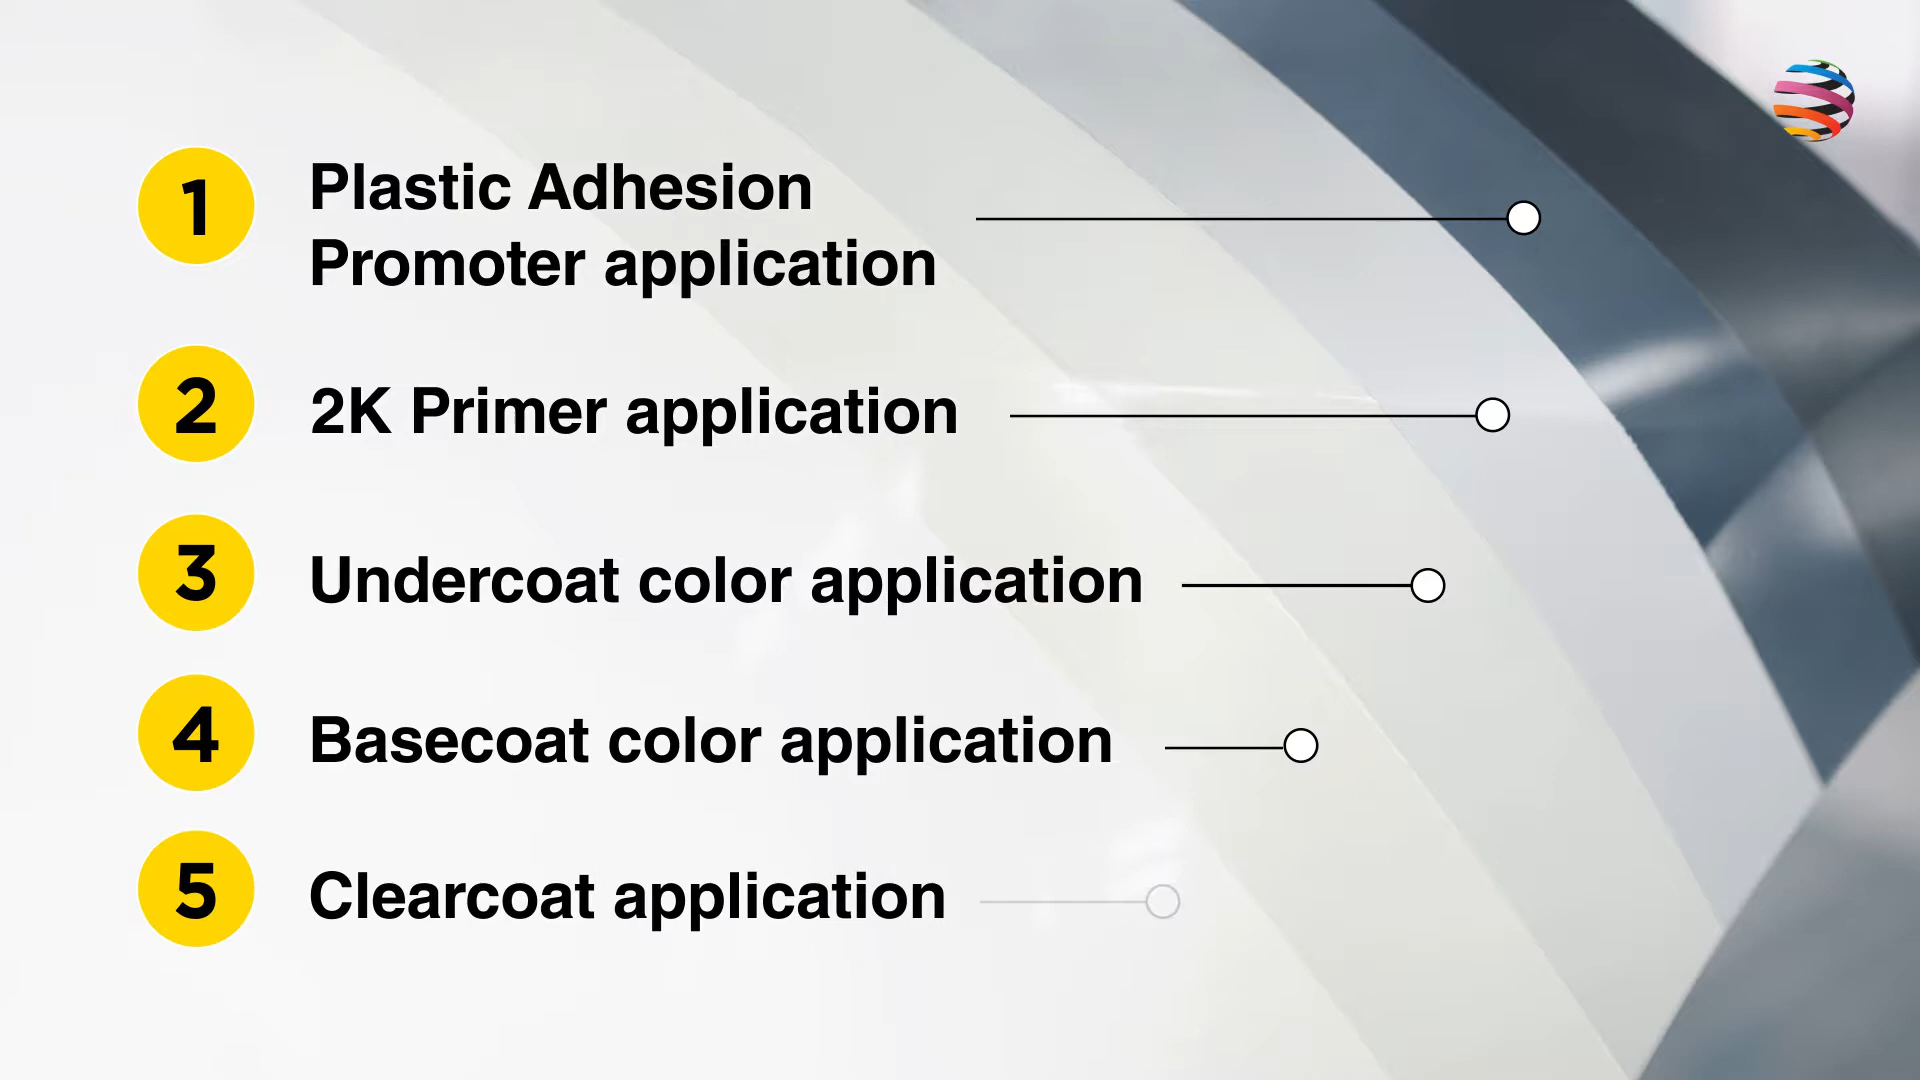 1
Plastic Adhesion
Promoter application
2
2K Primer application
3
Undercoat color application
4
Basecoat color application
5
Clearcoat application